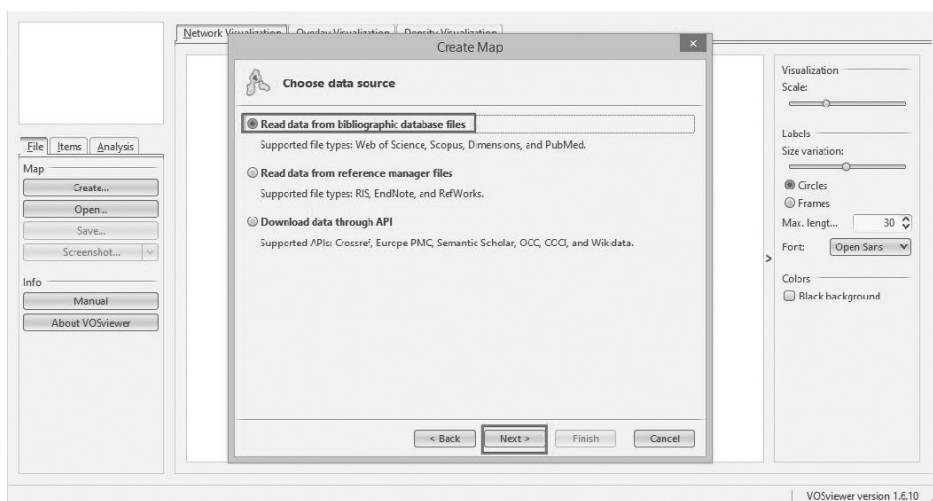 Network Visualization Overlay Visualization Density Visualization
Create Map
Choose data source
Read data from bibliographic database files
Supported file types: Web of Science, Scopus, Dimensions, and PubMed.
Read data from reference manager files
Supported file types: RIS, EndNote, and RefWorks.
Download data through API
Supported APIs: Crossref, Europe PMC, Semantic Scholar, OCC, COCI, and Wikidata.
< Back Next > Finish Cancel
File Items Analysis
Map
Create...
Open...
Save...
Screenshot...
Info
Manual
About VOSviewer
Visualization
Scale:
Labels
Size variation:
Circles
Frames
Max. lengt... 30
Font: Open Sans
>
Colors
Black background
VOSviewer version 1.6.10